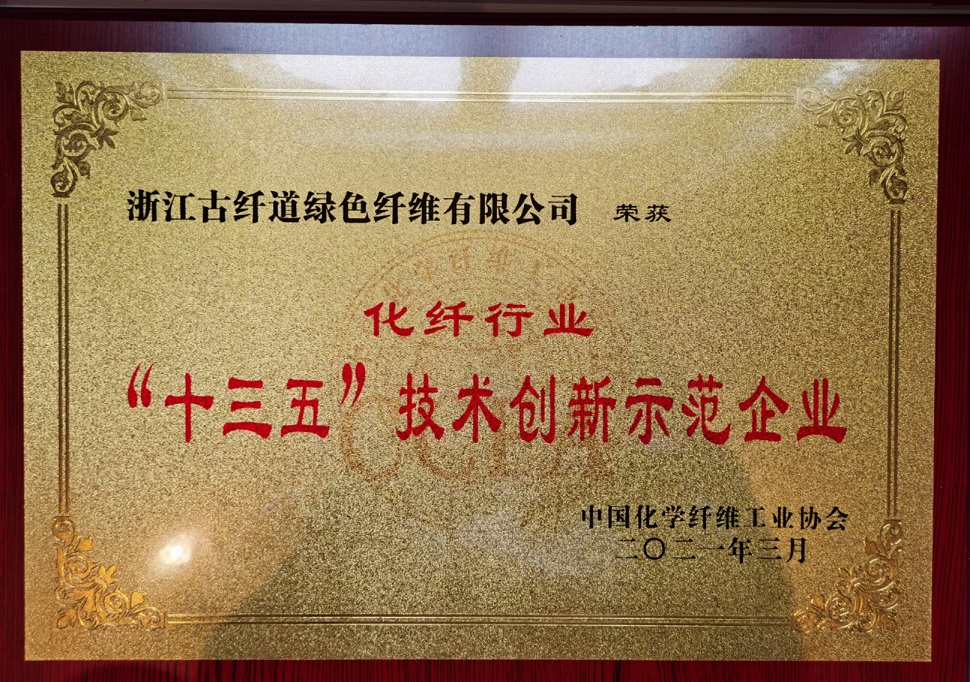 浙江古纤道绿色纤维有限公司 荣获
化纤行业
“十三五”技术创新示范企业
CCFA
中国化学纤维工业协会
二〇二一年三月